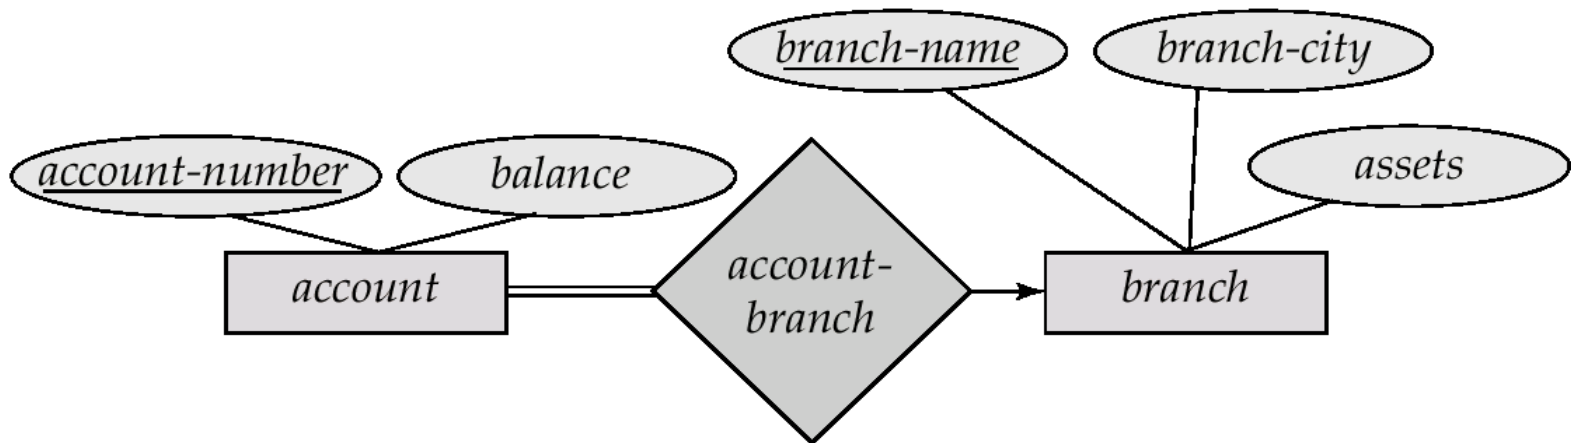 branch-name
branch-city
account-number
balance
assets
account
account-
branch
branch